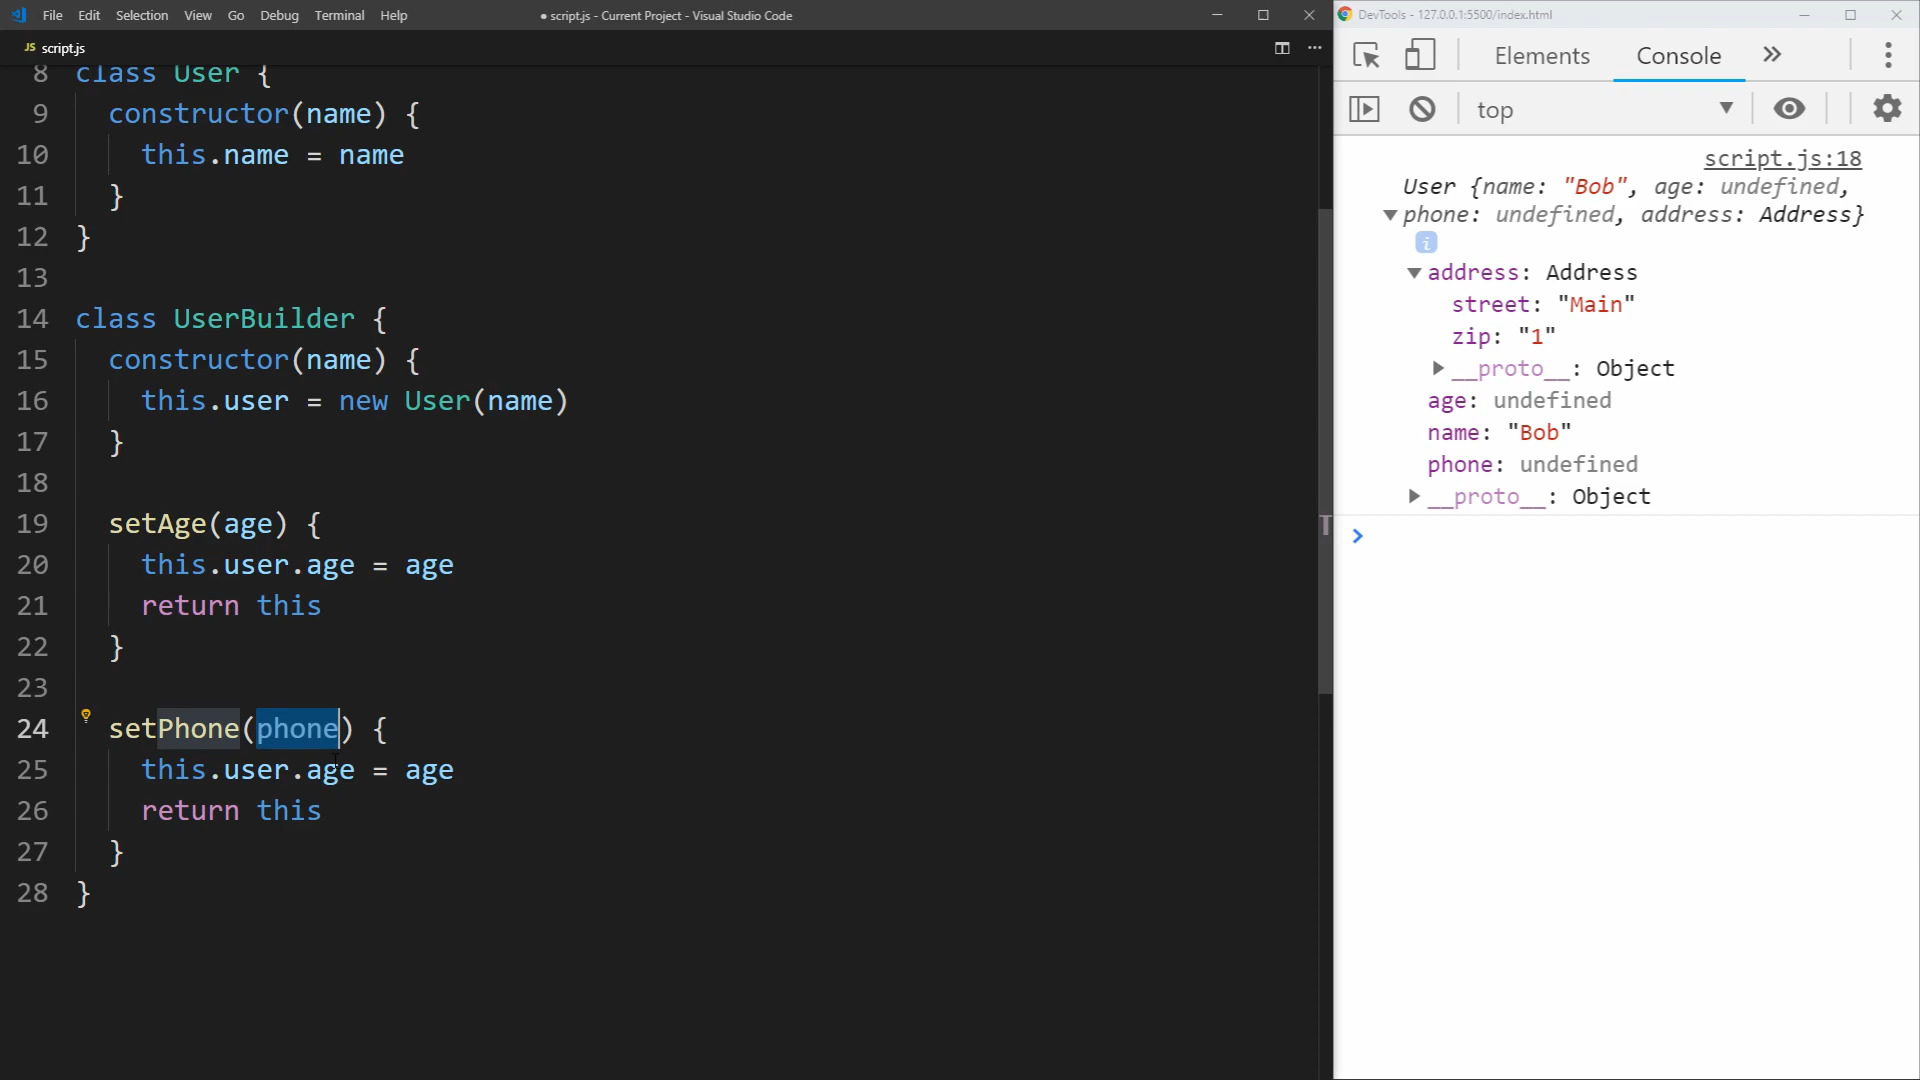 File Edit Selection View Go Debug Terminal Help
● script.js - Current Project - Visual Studio Code
JS script.js
8 class User {
9 constructor(name) {
10 this.name = name
11 }
12 }
13
14 class UserBuilder {
15 constructor(name) {
16 this.user = new User(name)
17 }
18
19 setAge(age) {
20 this.user.age = age
21 return this
22 }
23
24 setPhone(phone) {
25 this.user.age = age
26 return this
27 }
28 }
DevTools - 127.0.0.1:5500/index.html
Elements Console »
top
script.js:18
User {name: "Bob", age: undefined,
phone: undefined, address: Address}
i
address: Address
street: "Main"
zip: "1"
__proto__: Object
age: undefined
name: "Bob"
phone: undefined
__proto__: Object
>